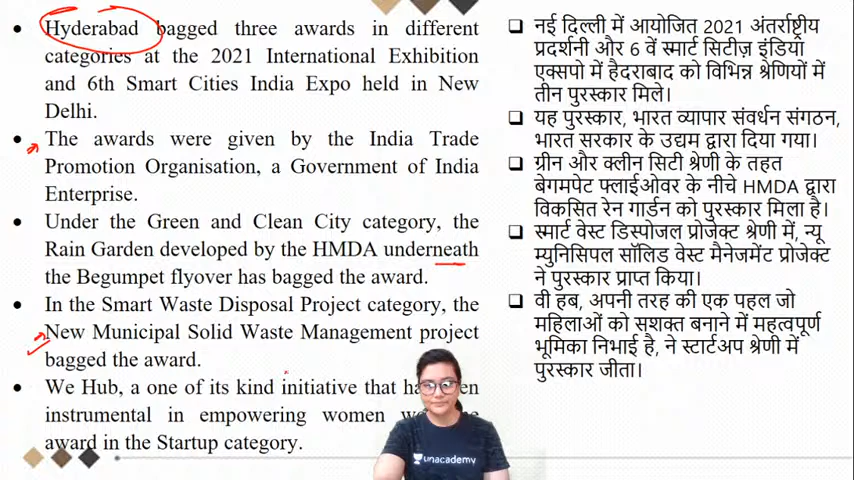 Hyderabad bagged three awards in different
categories at the 2021 International Exhibition
and 6th Smart Cities India Expo held in New
Delhi.
The awards were given by the India Trade
Promotion Organisation, a Government of India
Enterprise.
Under the Green and Clean City category, the
Rain Garden developed by the HMDA underneath
the Begumpet flyover has bagged the award.
In the Smart Waste Disposal Project category, the
New Municipal Solid Waste Management project
bagged the award.
We Hub, a one of its kind initiative that
instrumental in empowering women
award in the Startup category.
नई दिल्ली में आयोजित 2021 अंतर्राष्ट्रीय
प्रदर्शनी और 6 वें स्मार्ट सिटीज़ इंडिया
एक्सपो में हैदराबाद को विभिन्न श्रेणियों में
तीन पुरस्कार मिले।
यह पुरस्कार, भारत व्यापार संवर्धन संगठन,
भारत सरकार के उद्यम द्वारा दिया गया।
ग्रीन और क्लीन सिटी श्रेणी के तहत
बेगमपेट फ्लाईओवर के नीचे HMDA द्वारा
विकसित रेन गार्डन को पुरस्कार मिला है।
स्मार्ट वेस्ट डिस्पोजल प्रोजेक्ट श्रेणी में, न्यू
म्युनिसिपल सॉलिड वेस्ट मैनेजमेंट प्रोजेक्ट
ने पुरस्कार प्राप्त किया।
वी हब, अपनी तरह की एक पहल जो
महिलाओं को सशक्त बनाने में महत्वपूर्ण
भूमिका निभाई है, ने स्टार्टअप श्रेणी में
पुरस्कार जीता।
unacademy